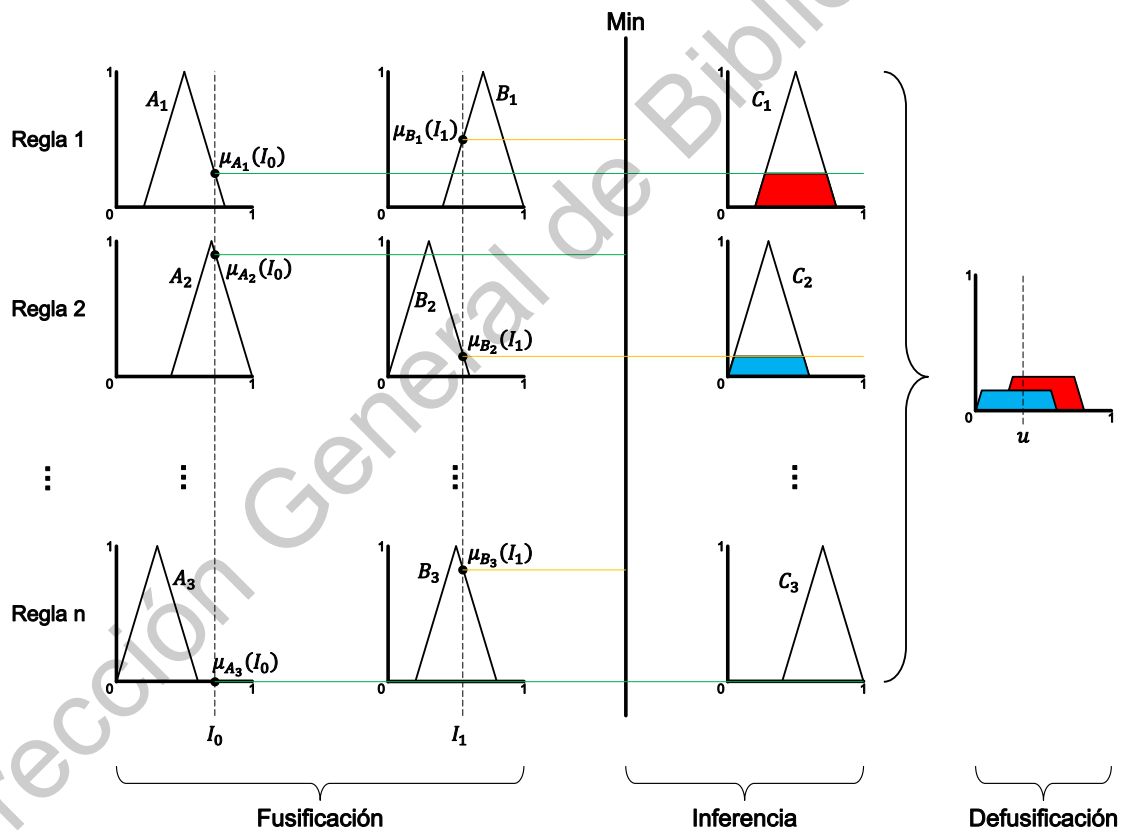 Min
1
A₁
μ_A₁(I₀)
0
1
1
B₁
μ_B₁(I₁)
0
1
1
C₁
0
1
Regla 1
1
A₂
μ_A₂(I₀)
0
1
1
B₂
μ_B₂(I₁)
0
1
1
C₂
0
1
Regla 2
1
0
1
u
⋮
⋮
⋮
⋮
1
A₃
μ_A₃(I₀)
0
1
1
B₃
μ_B₃(I₁)
0
1
1
C₃
0
1
Regla n
I₀
I₁
Fusificación
Inferencia
Defusificación
rección General de Biblio